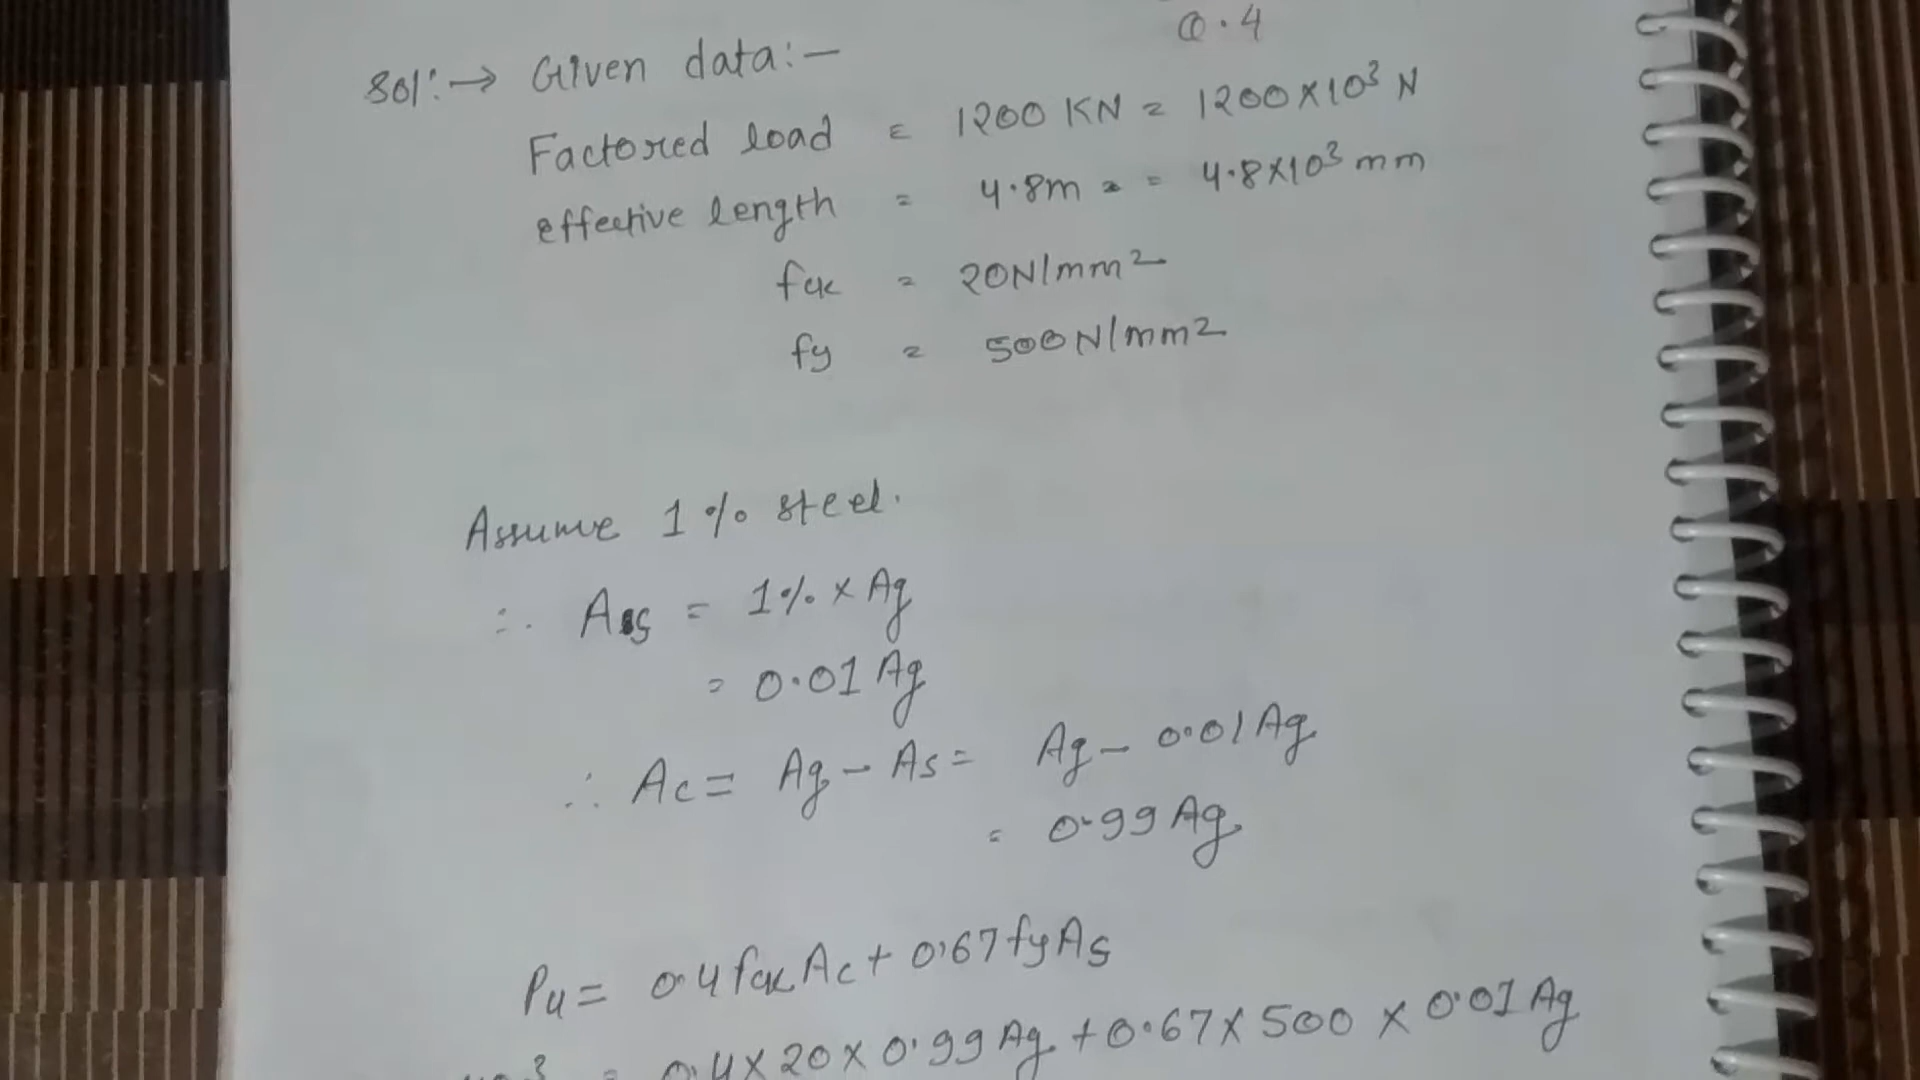 Q.4
Sol:→ Given data:—
Factored load = 1200 KN = 1200×10³ N
effective length = 4.8m = = 4.8×10³ mm
fck = 20N/mm²
fy = 500N/mm²
Assume 1% steel.
∴ As = 1% × Ag
= 0.01 Ag
∴ Ac = Ag - As = Ag - 0.01 Ag
= 0.99 Ag
Pu = 0.4 fck Ac + 0.67 fy As
= 0.4 × 20 × 0.99 Ag + 0.67 × 500 × 0.01 Ag